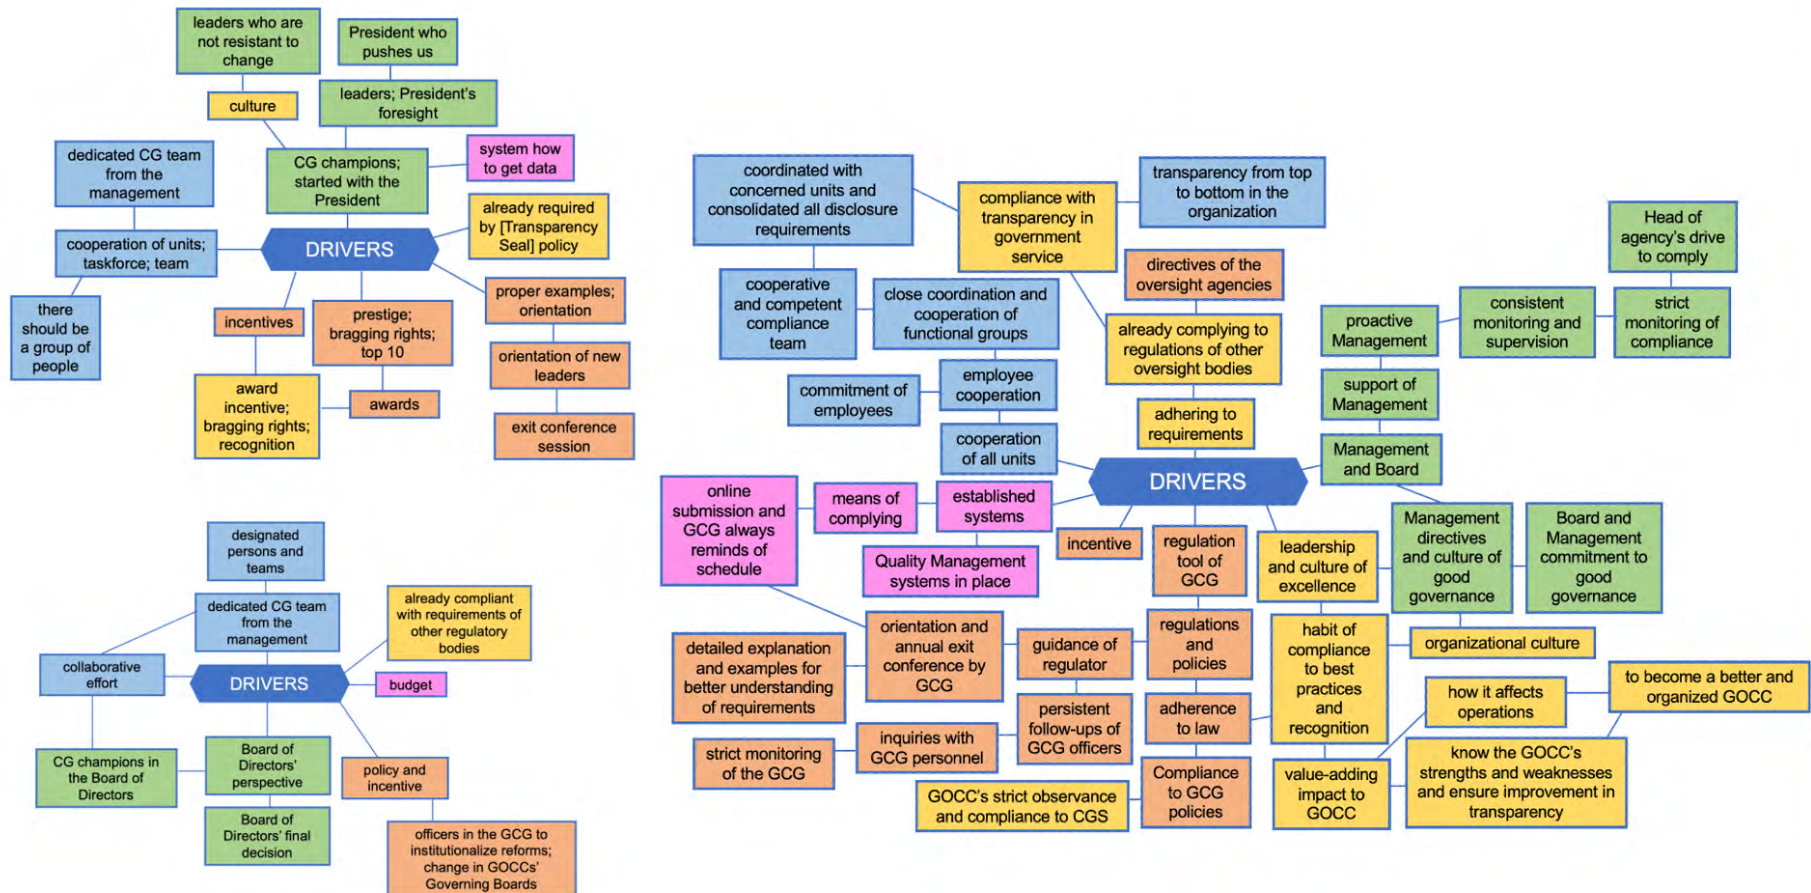 leaders who are
not resistant to
change
President who
pushes us
culture
leaders; President's
foresight
dedicated CG team
from the
management
CG champions;
started with the
President
system how
to get data
cooperation of units;
taskforce; team
DRIVERS
already required
by [Transparency
Seal] policy
there
should be
a group of
people
incentives
prestige;
bragging rights;
top 10
proper examples;
orientation
orientation of new
leaders
award
incentive;
bragging rights;
recognition
awards
exit conference
session
designated
persons and
teams
dedicated CG team
from the
management
already compliant
with requirements of
other regulatory
bodies
collaborative
effort
DRIVERS
budget
CG champions in
the Board of
Directors
Board of
Directors'
perspective
policy and
incentive
Board of
Directors' final
decision
officers in the GCG to
institutionalize reforms;
change in GOCCs'
Governing Boards
coordinated with
concerned units and
consolidated all disclosure
requirements
compliance with
transparency in
government
service
transparency from top
to bottom in the
organization
Head of
agency's drive
to comply
cooperative
and competent
compliance
team
close coordination and
cooperation of
functional groups
directives of the
oversight agencies
already complying to
regulations of other
oversight bodies
proactive
Management
consistent
monitoring and
supervision
strict
monitoring of
compliance
commitment of
employees
employee
cooperation
adhering to
requirements
support of
Management
cooperation
of all units
Management
and Board
DRIVERS
online
submission and
GCG always
reminds of
schedule
means of
complying
established
systems
Quality Management
systems in place
incentive
regulation
tool of
GCG
leadership
and culture of
excellence
Management
directives
and culture of
good
governance
Board and
Management
commitment to
good
governance
detailed explanation
and examples for
better understanding
of requirements
orientation and
annual exit
conference by
GCG
guidance of
regulator
regulations
and
policies
habit of
compliance
to best
practices
and
recognition
organizational culture
strict monitoring
of the GCG
inquiries with
GCG personnel
persistent
follow-ups of
GCG officers
adherence
to law
how it affects
operations
to become a better and
organized GOCC
GOCC's strict observance
and compliance to CGS
Compliance
to GCG
policies
value-adding
impact to
GOCC
know the GOCC's
strengths and weaknesses
and ensure improvement in
transparency